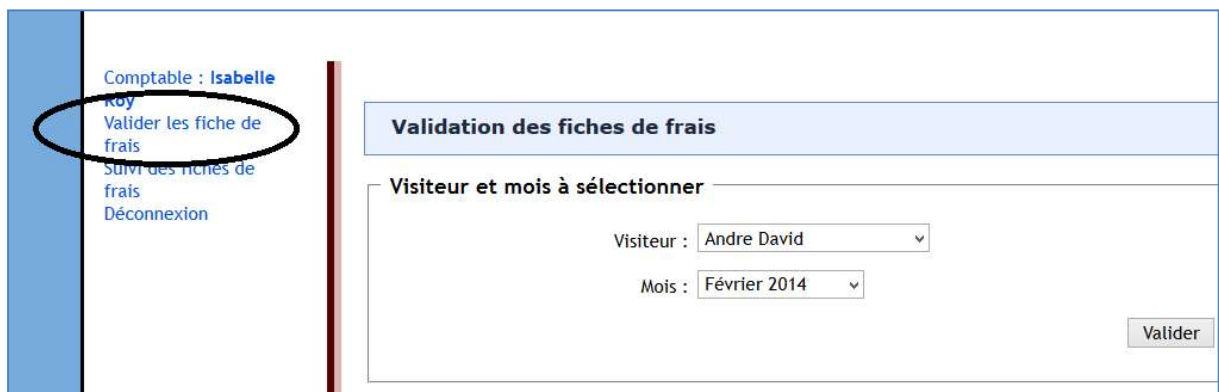 Comptable : Isabelle
Roy
Valider les fiche de
frais
Suivi des fiches de
frais
Déconnexion
Validation des fiches de frais
Visiteur et mois à sélectionner
Visiteur : Andre David
Mois : Février 2014
Valider